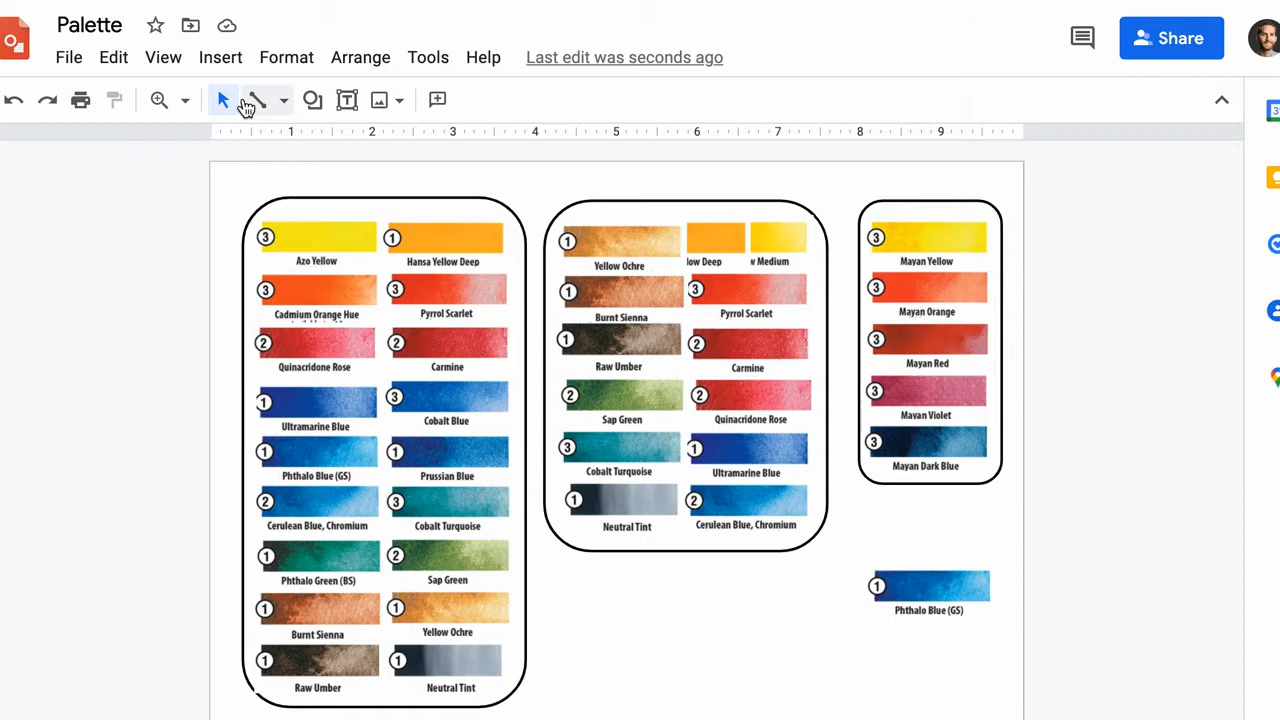 Palette
File Edit View Insert Format Arrange Tools Help Last edit was seconds ago
Share
1 2 3 4 5 6 7 8 9
3 Azo Yellow
1 Hansa Yellow Deep
3 Cadmium Orange Hue
3 Pyrrol Scarlet
2 Quinacridone Rose
2 Carmine
1 Ultramarine Blue
3 Cobalt Blue
1 Phthalo Blue (GS)
1 Prussian Blue
2 Cerulean Blue, Chromium
3 Cobalt Turquoise
1 Phthalo Green (BS)
2 Sap Green
1 Burnt Sienna
1 Yellow Ochre
1 Raw Umber
1 Neutral Tint
1 Yellow Ochre
low Deep
w Medium
1 Burnt Sienna
3 Pyrrol Scarlet
1 Raw Umber
2 Carmine
2 Sap Green
2 Quinacridone Rose
3 Cobalt Turquoise
1 Ultramarine Blue
1 Neutral Tint
2 Cerulean Blue, Chromium
3 Mayan Yellow
3 Mayan Orange
3 Mayan Red
3 Mayan Violet
3 Mayan Dark Blue
1 Phthalo Blue (GS)